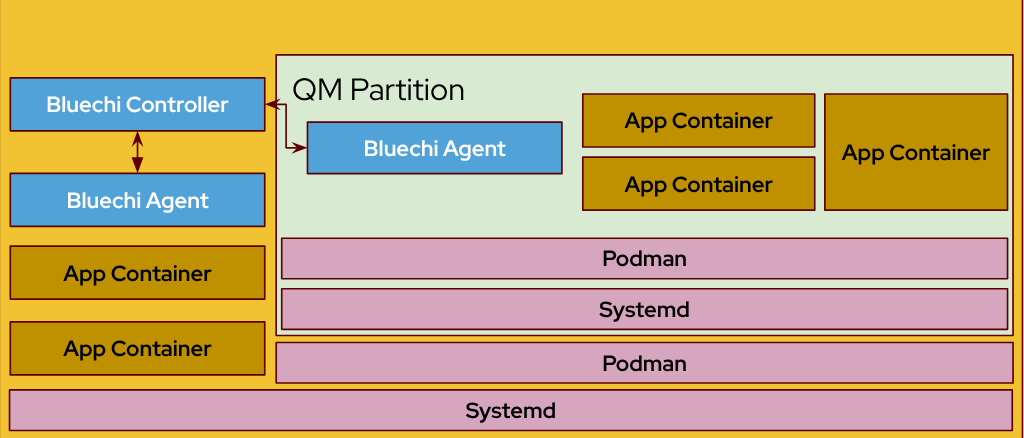 QM Partition
Bluechi Controller
Bluechi Agent
App Container
App Container
App Container
Bluechi Agent
App Container
App Container
Podman
Systemd
Podman
Systemd